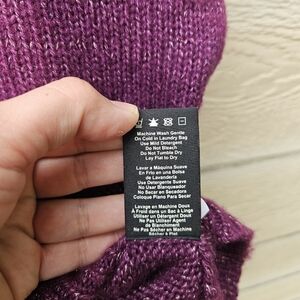 Machine Wash Gentle
On Cold in Laundry Bag
Use Mild Detergent
Do Not Bleach
Do Not Tumble Dry
Lay Flat to Dry
Lavar a Máquina Suave
En Frio en una Bolsa
de Lavandería
Use Detergente Suave
No Usar Blanqueador
No Secar en Secadora
Coloque Plano Para Secar
Lavage en Machine Doux
À Froid dans un Sac à Linge
Utiliser un Détergent Doux
Ne Pas Utiliser Agent
de Blanchiment
Ne Pas Sécher en Machine
Sécher à Plat